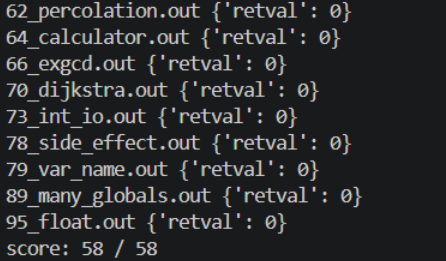 62_percolation.out {'retval': 0}
64_calculator.out {'retval': 0}
66_exgcd.out {'retval': 0}
70_dijkstra.out {'retval': 0}
73_int_io.out {'retval': 0}
78_side_effect.out {'retval': 0}
79_var_name.out {'retval': 0}
89_many_globals.out {'retval': 0}
95_float.out {'retval': 0}
score: 58 / 58